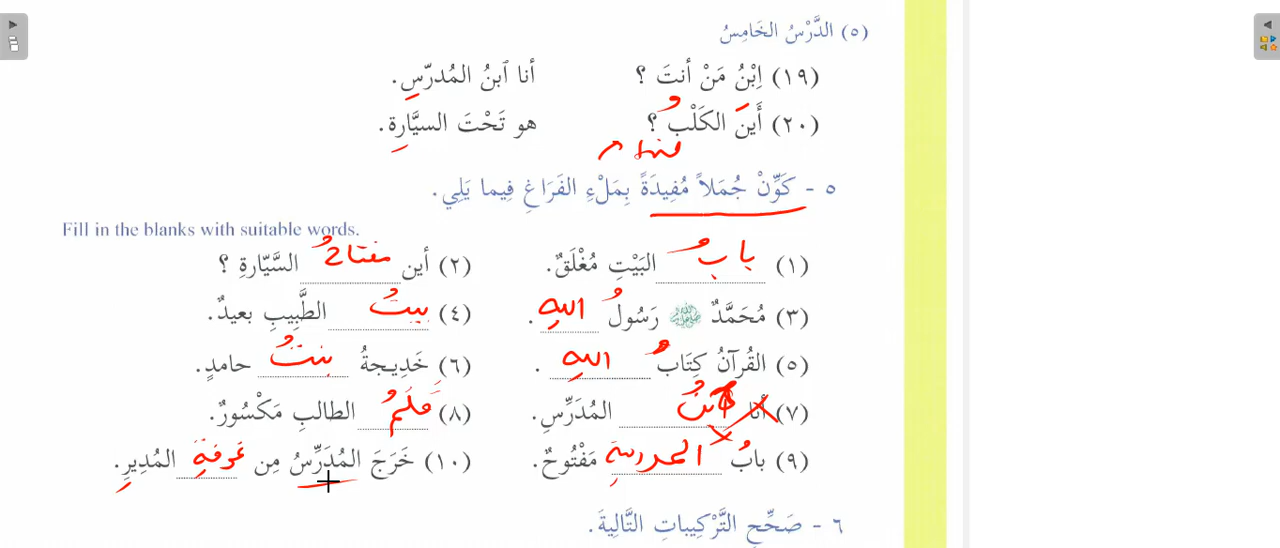 (٥) الدَّرْسُ الخَامِسُ
(١٩) اِبْنُ مَنْ أنتَ ؟ أنا ٱبنُ المُدرّسِ.
(٢٠) أَينَ الكَلْبُ ؟ هو تَحْتَ السيَّارةِ.
٥ - كَوِّنْ جُمَلاً مُفِيدَةً بِمَلْءِ الفَرَاغِ فِيما يَلِي.
Fill in the blanks with suitable words.
(١) بابُ البَيْتِ مُغْلَقٌ. (٢) أين مفتاحُ السَّيّارةِ ؟
(٣) مُحَمَّدٌ ﷺ رَسُولُ اللهِ. (٤) بيتُ الطَّبِيبِ بعيدٌ.
(٥) القُرآنُ كِتَابُ اللهِ. (٦) خَدِيجةُ بنتُ حامدٍ.
(٧) أنا ابنُ المُدَرِّسِ. (٨) قَلَمُ الطالبِ مَكْسُورٌ.
(٩) بابُ المدرسةِ مَفْتُوحٌ. (١٠) خَرَجَ المُدَرِّسُ مِن غرفةِ المُدِيرِ.
٦ - صَحِّحِ التَّرْكِيباتِ التَّالِيةَ.